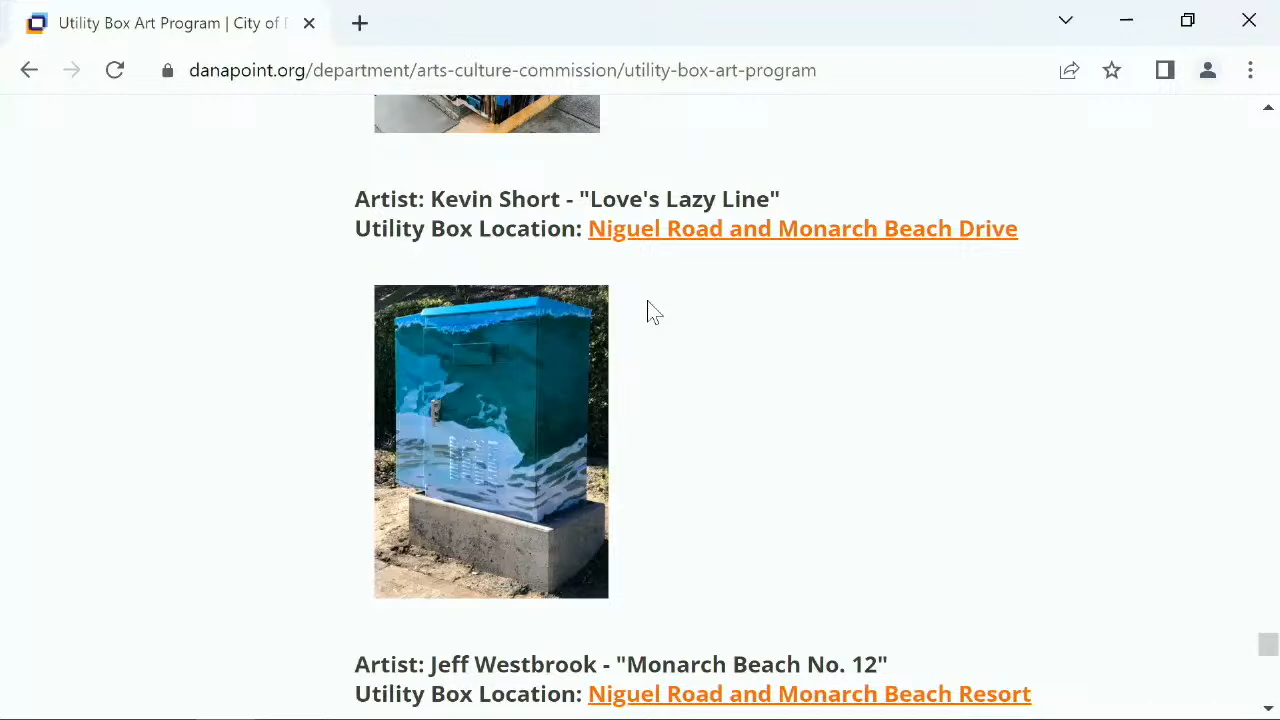 Utility Box Art Program | City of
danapoint.org/department/arts-culture-commission/utility-box-art-program
Artist: Kevin Short - "Love's Lazy Line"
Utility Box Location: Niguel Road and Monarch Beach Drive
Artist: Jeff Westbrook - "Monarch Beach No. 12"
Utility Box Location: Niguel Road and Monarch Beach Resort